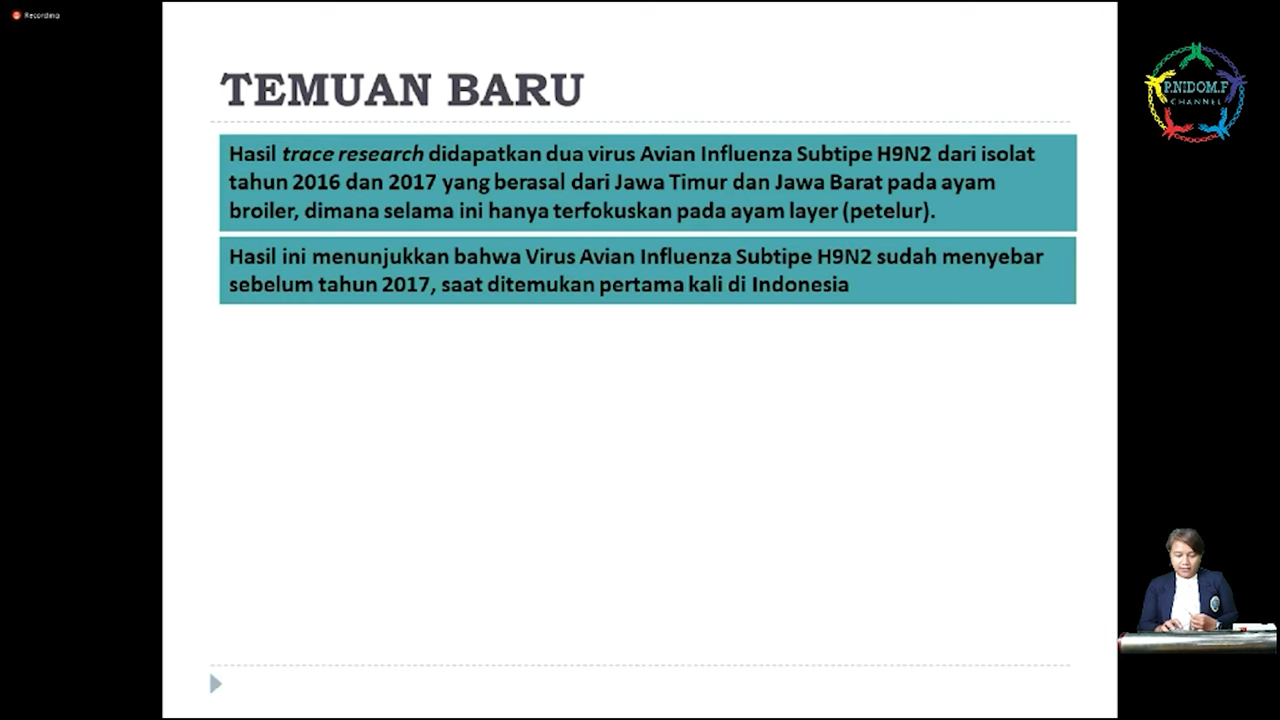 Recording
TEMUAN BARU
Hasil trace research didapatkan dua virus Avian Influenza Subtipe H9N2 dari isolat
tahun 2016 dan 2017 yang berasal dari Jawa Timur dan Jawa Barat pada ayam
broiler, dimana selama ini hanya terfokuskan pada ayam layer (petelur).
Hasil ini menunjukkan bahwa Virus Avian Influenza Subtipe H9N2 sudah menyebar
sebelum tahun 2017, saat ditemukan pertama kali di Indonesia
P.NIDOM.F
CHANNEL